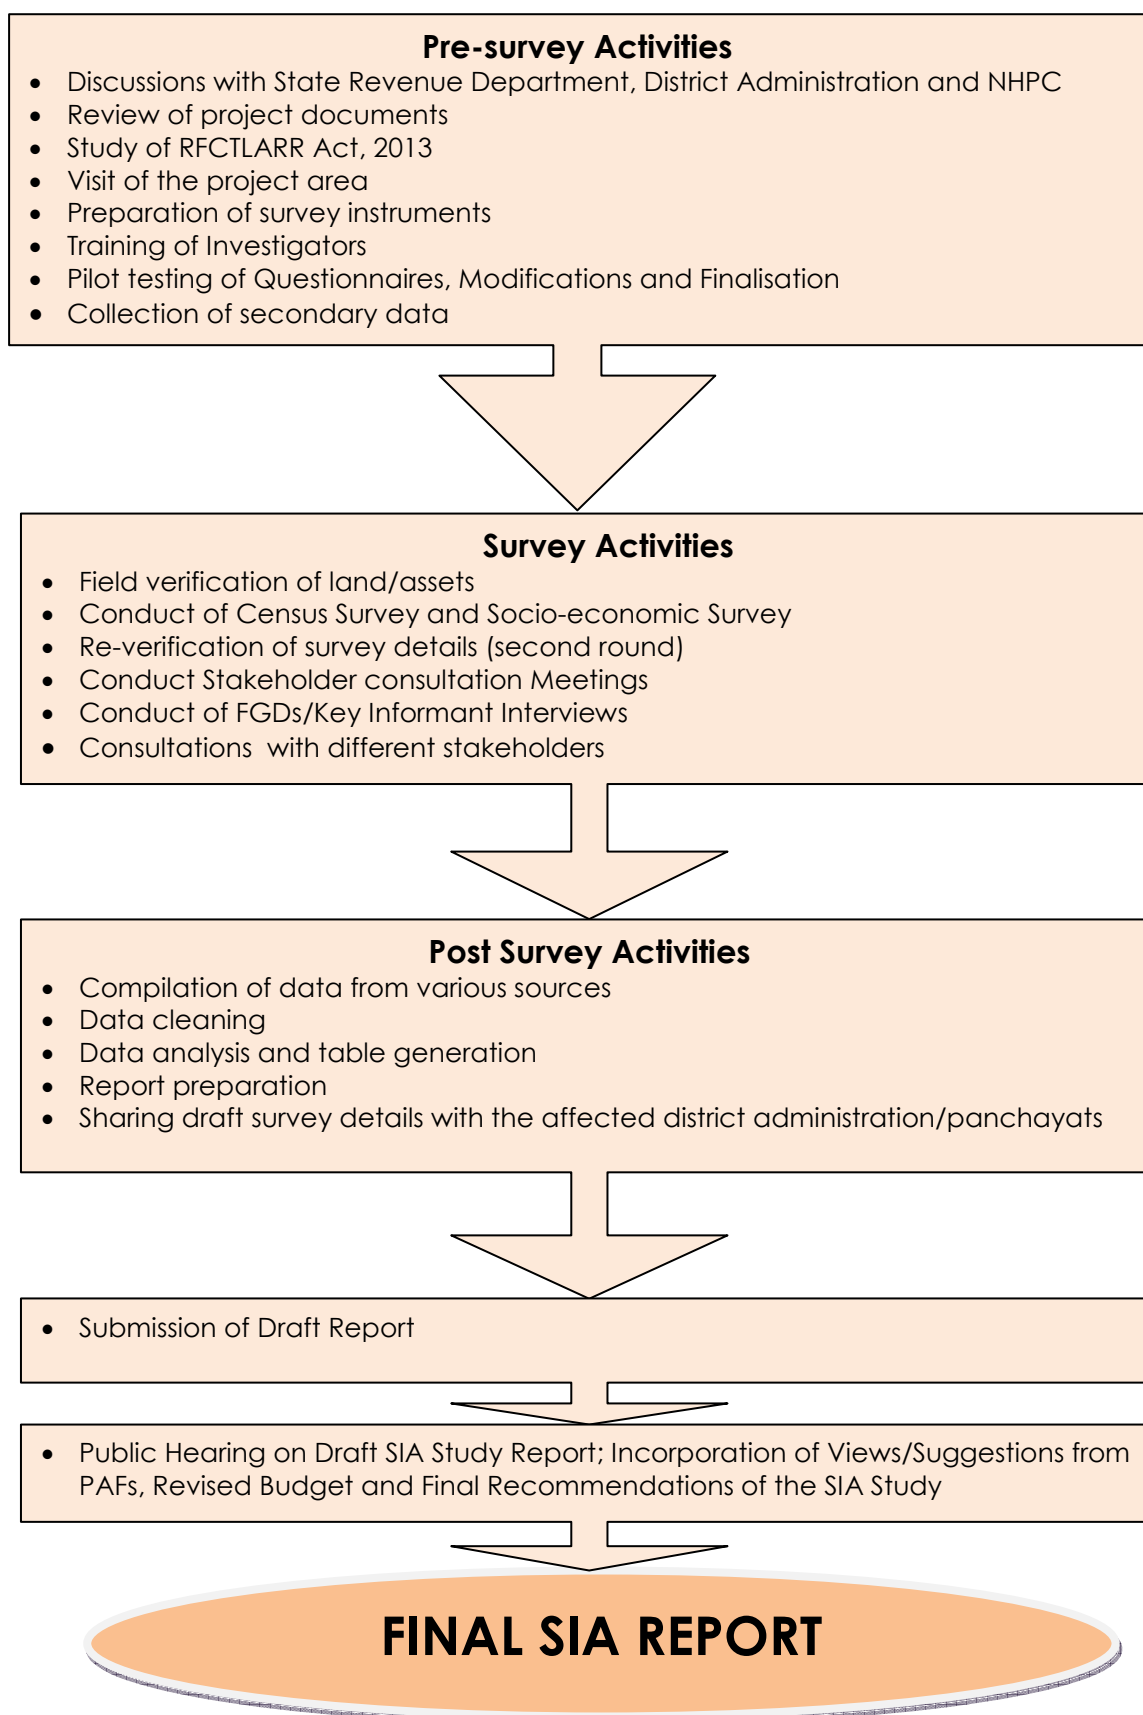 Pre-survey Activities
• Discussions with State Revenue Department, District Administration and NHPC
• Review of project documents
• Study of RFCTLARR Act, 2013
• Visit of the project area
• Preparation of survey instruments
• Training of Investigators
• Pilot testing of Questionnaires, Modifications and Finalisation
• Collection of secondary data
Survey Activities
• Field verification of land/assets
• Conduct of Census Survey and Socio-economic Survey
• Re-verification of survey details (second round)
• Conduct Stakeholder consultation Meetings
• Conduct of FGDs/Key Informant Interviews
• Consultations with different stakeholders
Post Survey Activities
• Compilation of data from various sources
• Data cleaning
• Data analysis and table generation
• Report preparation
• Sharing draft survey details with the affected district administration/panchayats
• Submission of Draft Report
• Public Hearing on Draft SIA Study Report; Incorporation of Views/Suggestions from
PAFs, Revised Budget and Final Recommendations of the SIA Study
FINAL SIA REPORT